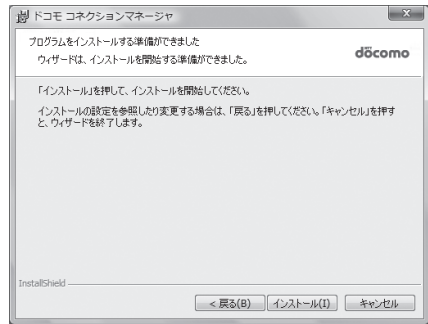 ドコモ コネクションマネージャ
プログラムをインストールする準備ができました
ウィザードは、インストールを開始する準備ができました。
döcomo
「インストール」を押して、インストールを開始してください。
インストールの設定を参照したり変更する場合は、「戻る」を押してください。「キャンセル」を押す
と、ウィザードを終了します。
InstallShield
< 戻る(B)
インストール(I)
キャンセル